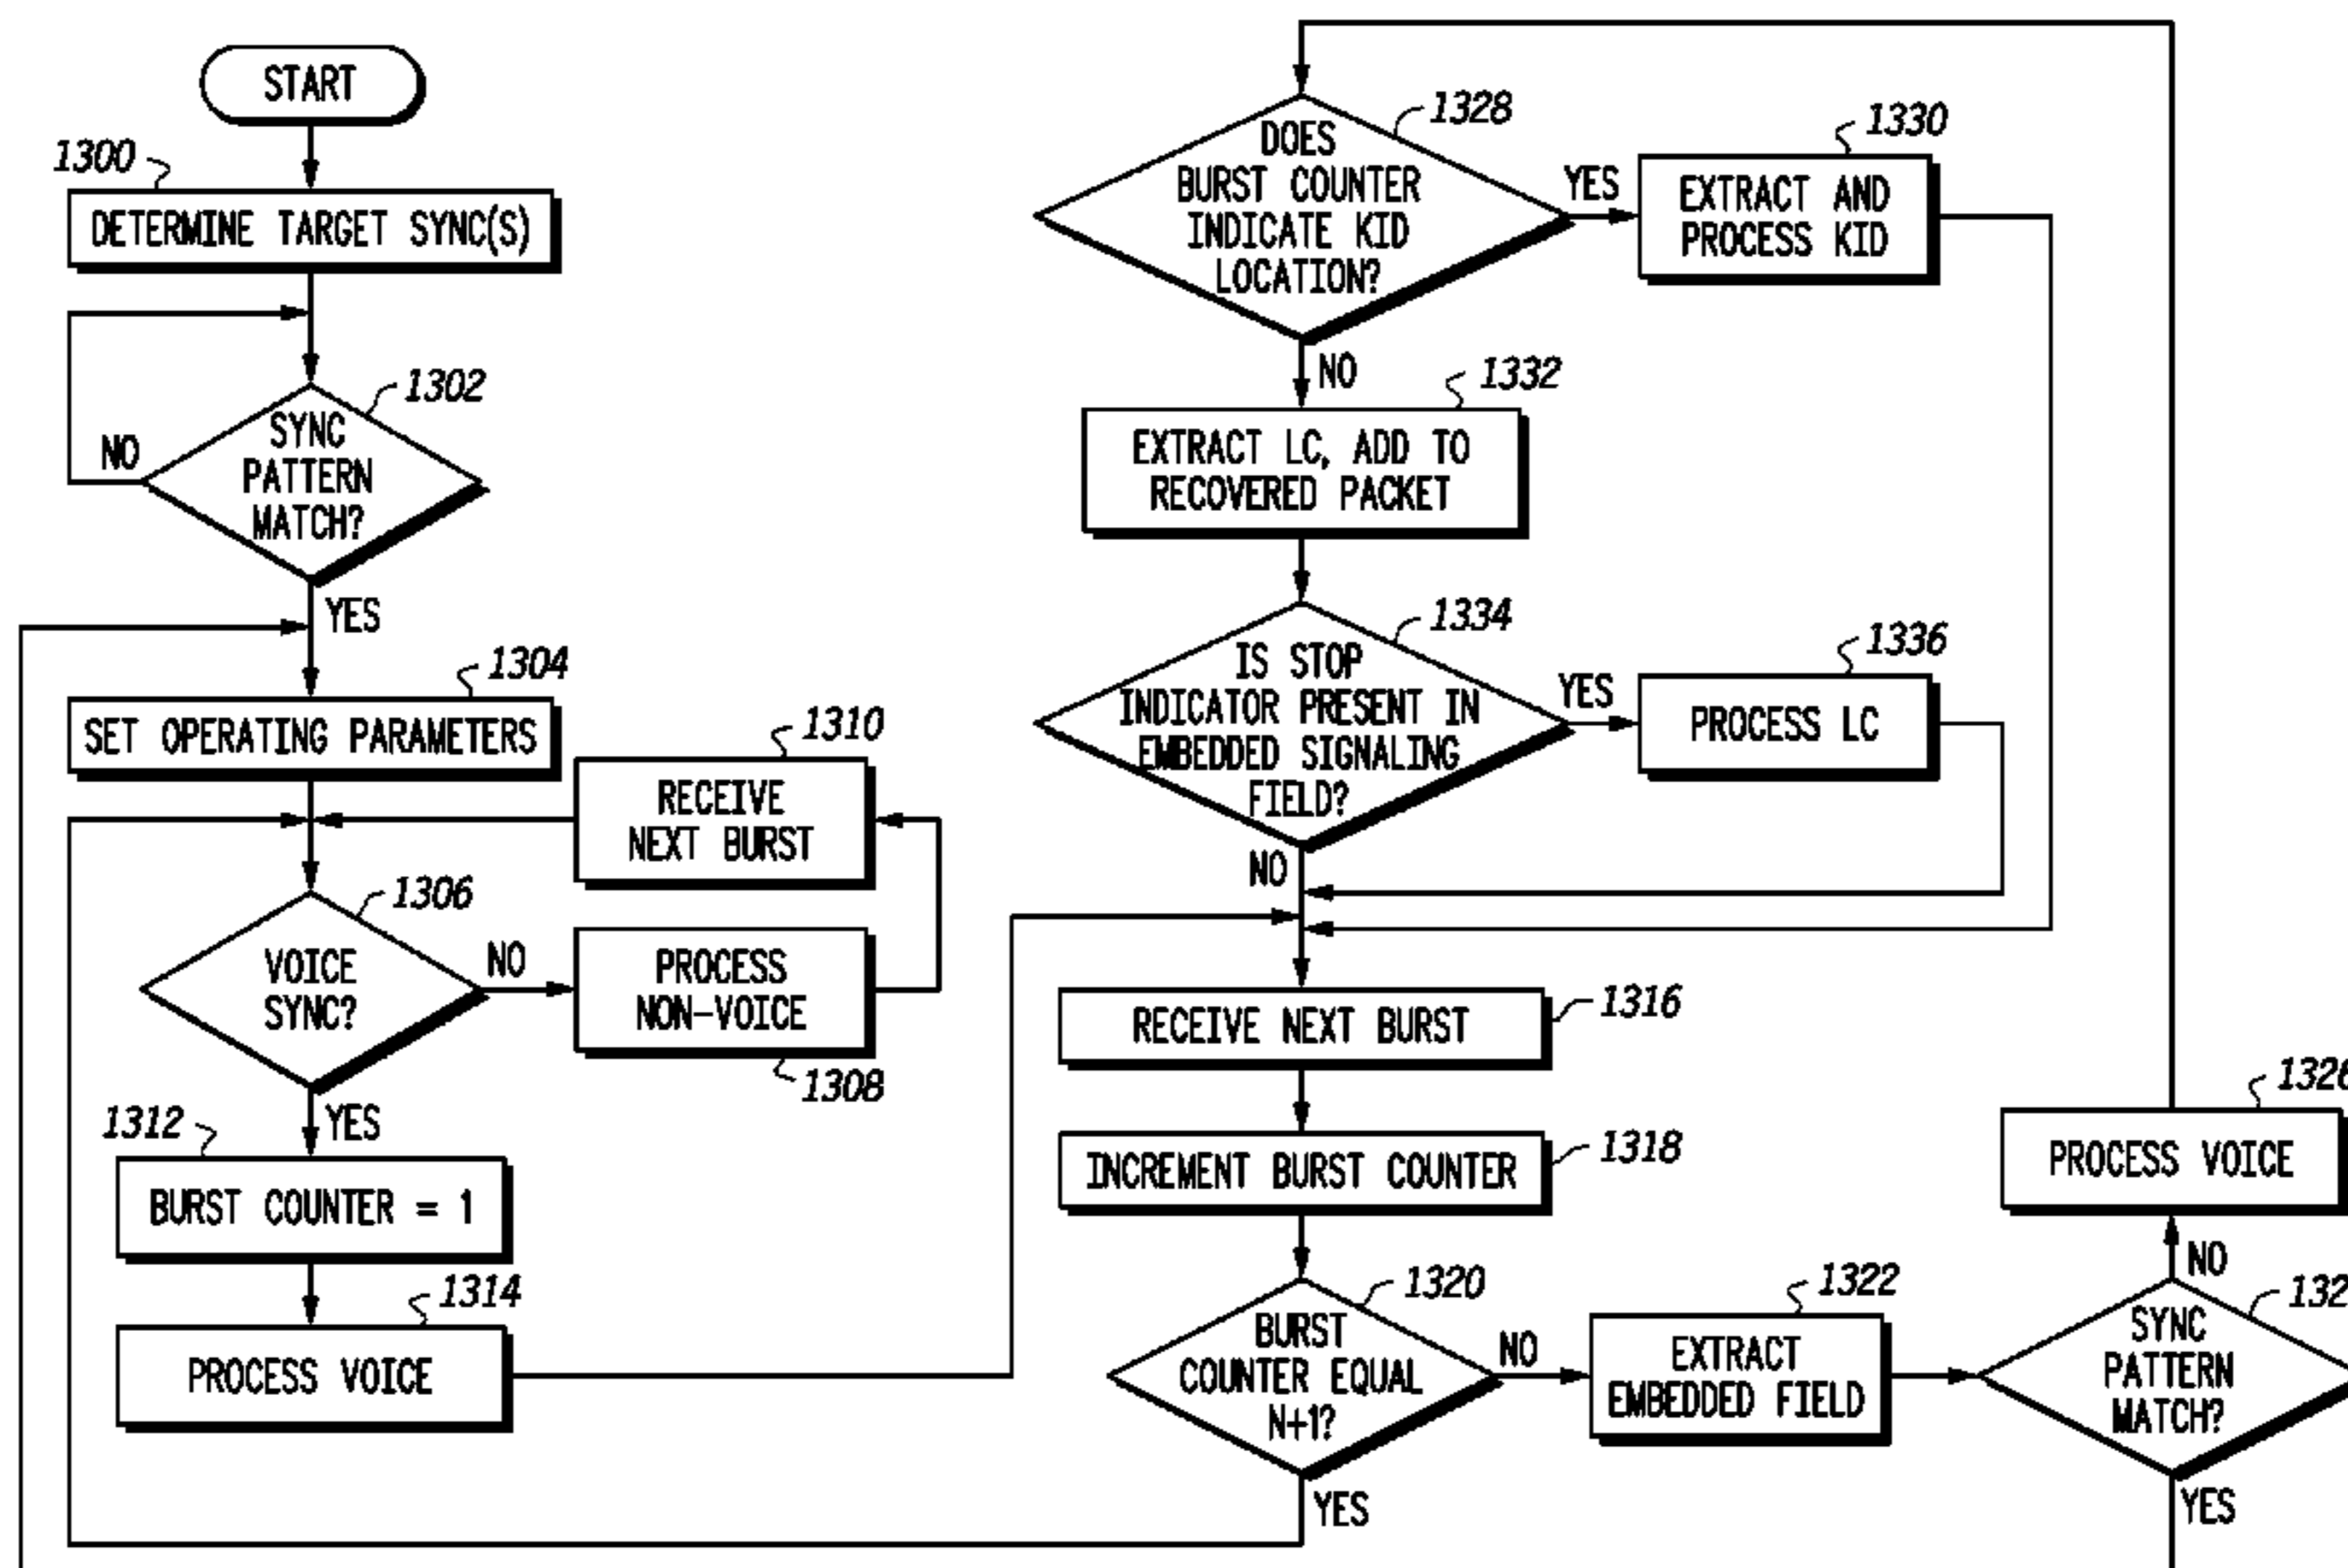 START
1300
DETERMINE TARGET SYNC(S)
1302
SYNC
PATTERN
MATCH?
NO
YES
1304
SET OPERATING PARAMETERS
1310
RECEIVE
NEXT BURST
1306
VOICE
SYNC?
NO
PROCESS
NON-VOICE
1308
YES
1312
BURST COUNTER = 1
1314
PROCESS VOICE
1328
DOES
BURST COUNTER
INDICATE KID
LOCATION?
YES
1330
EXTRACT AND
PROCESS KID
NO
1332
EXTRACT LC, ADD TO
RECOVERED PACKET
1334
IS STOP
INDICATOR PRESENT IN
EMBEDDED SIGNALING
FIELD?
YES
1336
PROCESS LC
NO
RECEIVE NEXT BURST
1316
INCREMENT BURST COUNTER
1318
1320
BURST
COUNTER EQUAL
N+1?
NO
YES
1322
EXTRACT
EMBEDDED FIELD
1326
PROCESS VOICE
NO
SYNC
PATTERN
MATCH?
YES